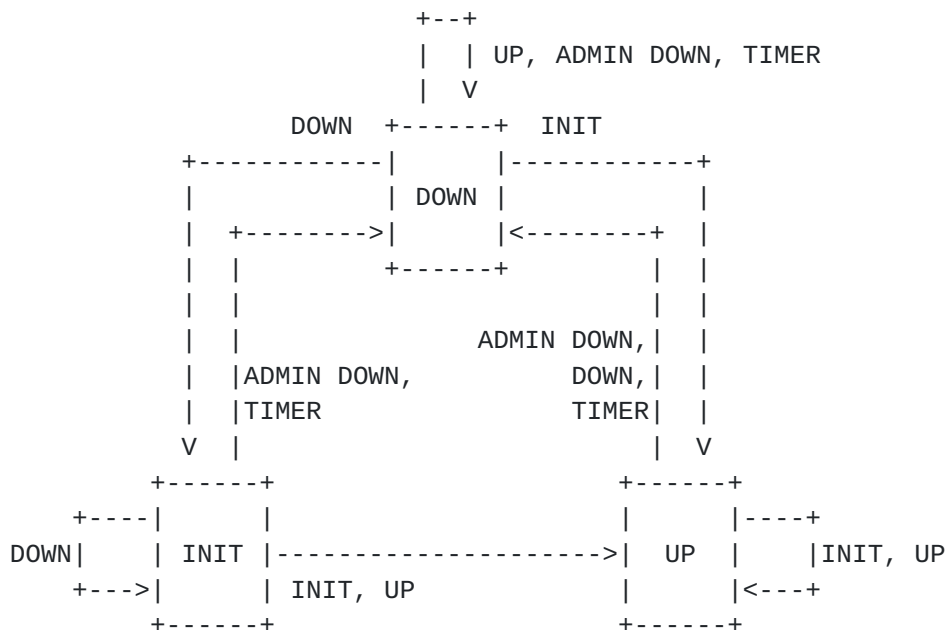 UP, ADMIN DOWN, TIMER
DOWN INIT
DOWN
ADMIN DOWN,
ADMIN DOWN, DOWN,
TIMER TIMER
DOWN INIT UP INIT, UP
INIT, UP